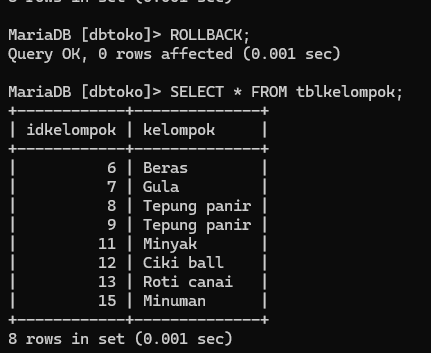 8 rows in set (0.001 sec)
MariaDB [dbtoko]> ROLLBACK;
Query OK, 0 rows affected (0.001 sec)
MariaDB [dbtoko]> SELECT * FROM tblkelompok;
+------------+--------------+
| idkelompok | kelompok     |
+------------+--------------+
|          6 | Beras        |
|          7 | Gula         |
|          8 | Tepung panir |
|          9 | Tepung panir |
|         11 | Minyak       |
|         12 | Ciki ball    |
|         13 | Roti canai   |
|         15 | Minuman      |
+------------+--------------+
8 rows in set (0.001 sec)